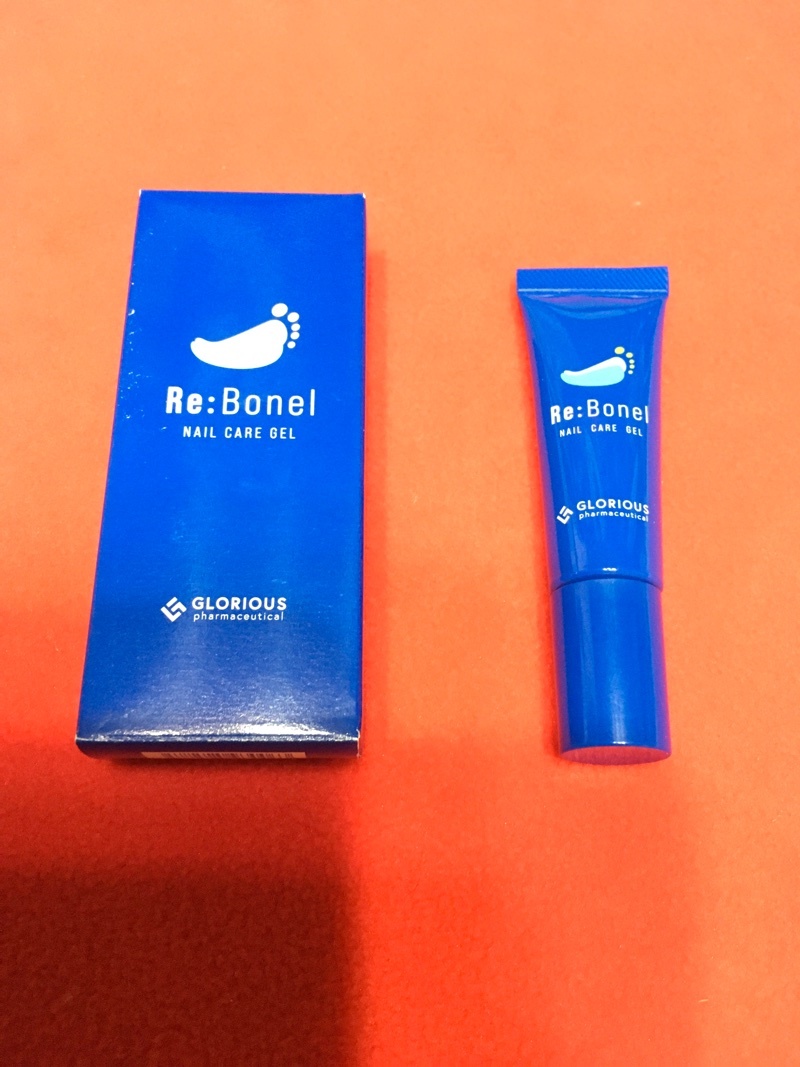 Re:Bonel
NAIL CARE GEL
GLORIOUS
pharmaceutical
Re:Bonel
NAIL CARE GEL
GLORIOUS
pharmaceutical